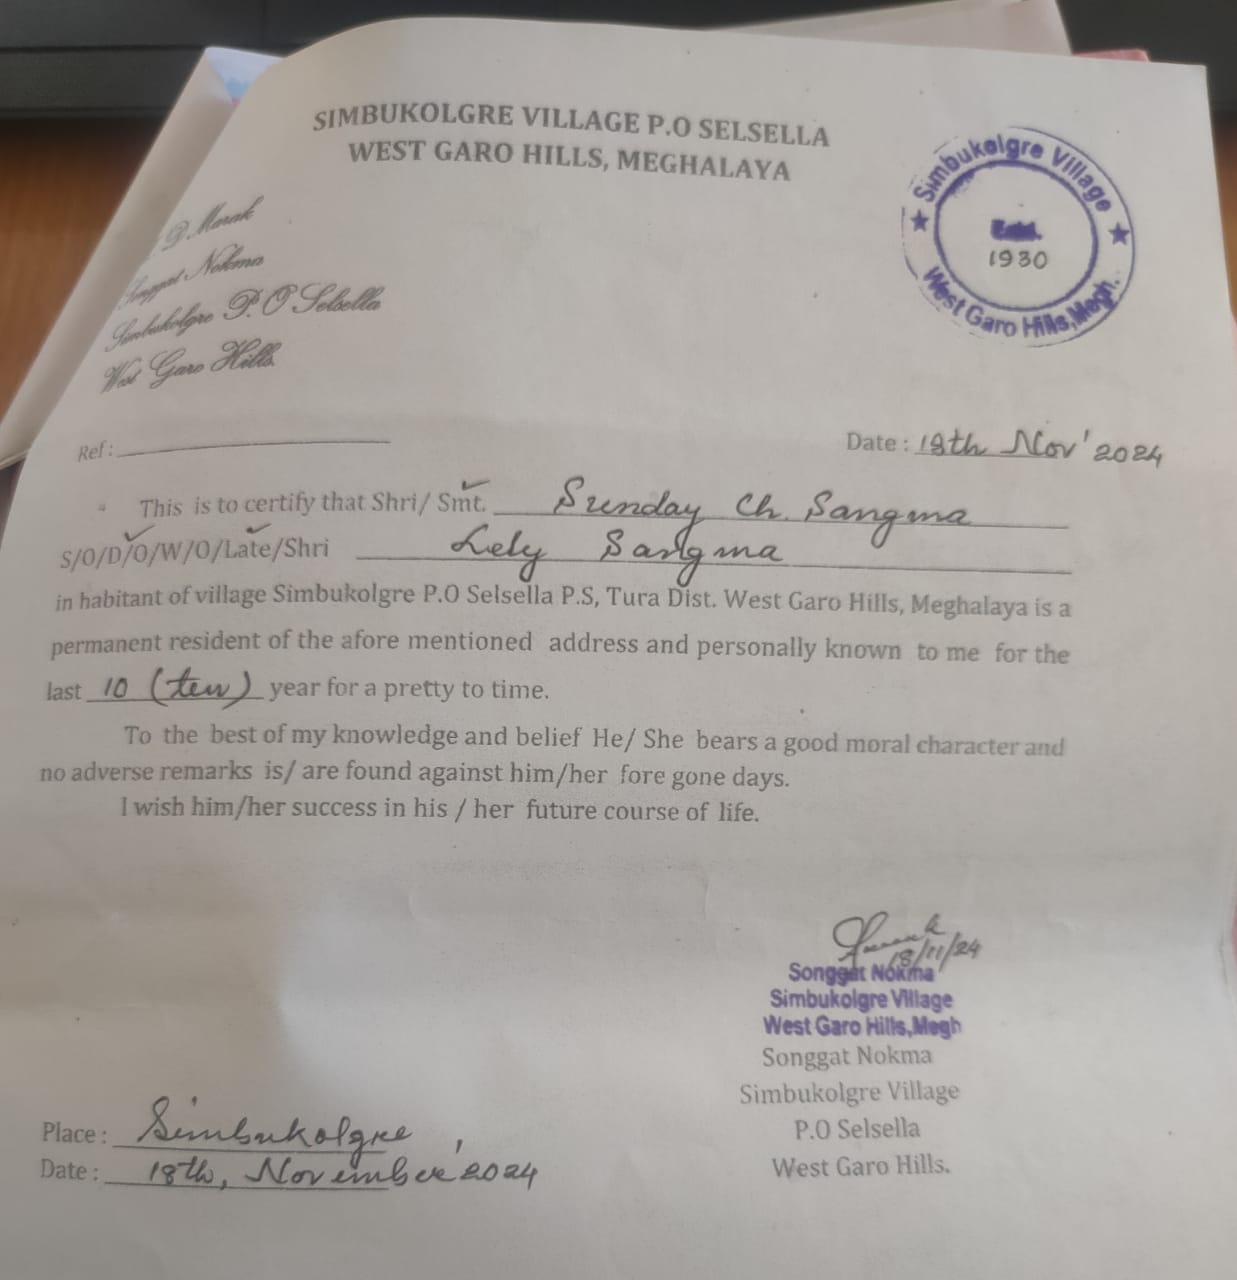 SIMBUKOLGRE VILLAGE P.O SELSELLA
WEST GARO HILLS, MEGHALAYA
Simbukolgre Village
Estd.
1930
West Garo Hills,Megh.
P Marak
Songgat Nokma
Simbukolgre P.O Selsella
West Garo Hills.
Ref :
Date : 18th Nov' 2024
This is to certify that Shri/ Smt. Sunday Ch. Sangma
S/O/D/O/W/O/Late/Shri Lely Sangma
in habitant of village Simbukolgre P.O Selsella P.S, Tura Dist. West Garo Hills, Meghalaya is a
permanent resident of the afore mentioned address and personally known to me for the
last 10 (ten) year for a pretty to time.
To the best of my knowledge and belief He/ She bears a good moral character and
no adverse remarks is/ are found against him/her fore gone days.
I wish him/her success in his / her future course of life.
18/11/24
Songgat Nokma
Simbukolgre Village
West Garo Hills,Megh
Songgat Nokma
Simbukolgre Village
P.O Selsella
West Garo Hills.
Place : Simbukolgre ,
Date : 18th, November 2024